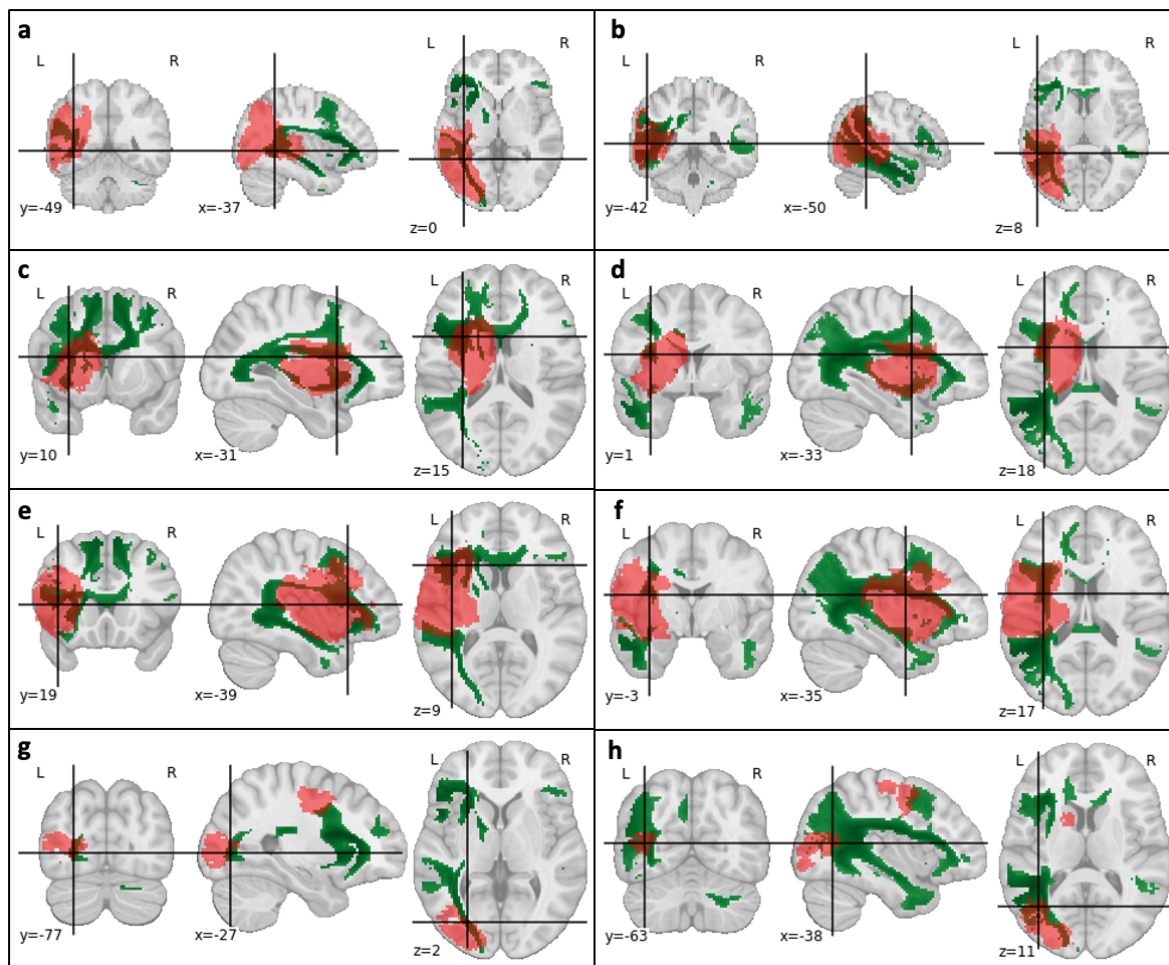 a
L R L R
y=-49 x=-37 z=0
b
L R L R
y=-42 x=-50 z=8
c
L R L R
y=10 x=-31 z=15
d
L R L R
y=1 x=-33 z=18
e
L R L R
y=19 x=-39 z=9
f
L R L R
y=-3 x=-35 z=17
g
L R L R
y=-77 x=-27 z=2
h
L R L R
y=-63 x=-38 z=11